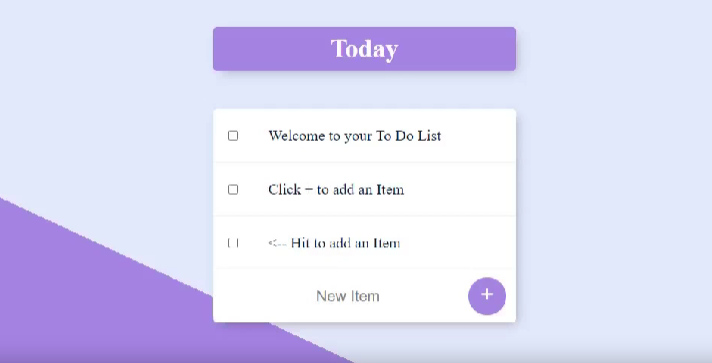 Today
Welcome to your To Do List
Click − to add an Item
<-- Hit to add an Item
New Item
+